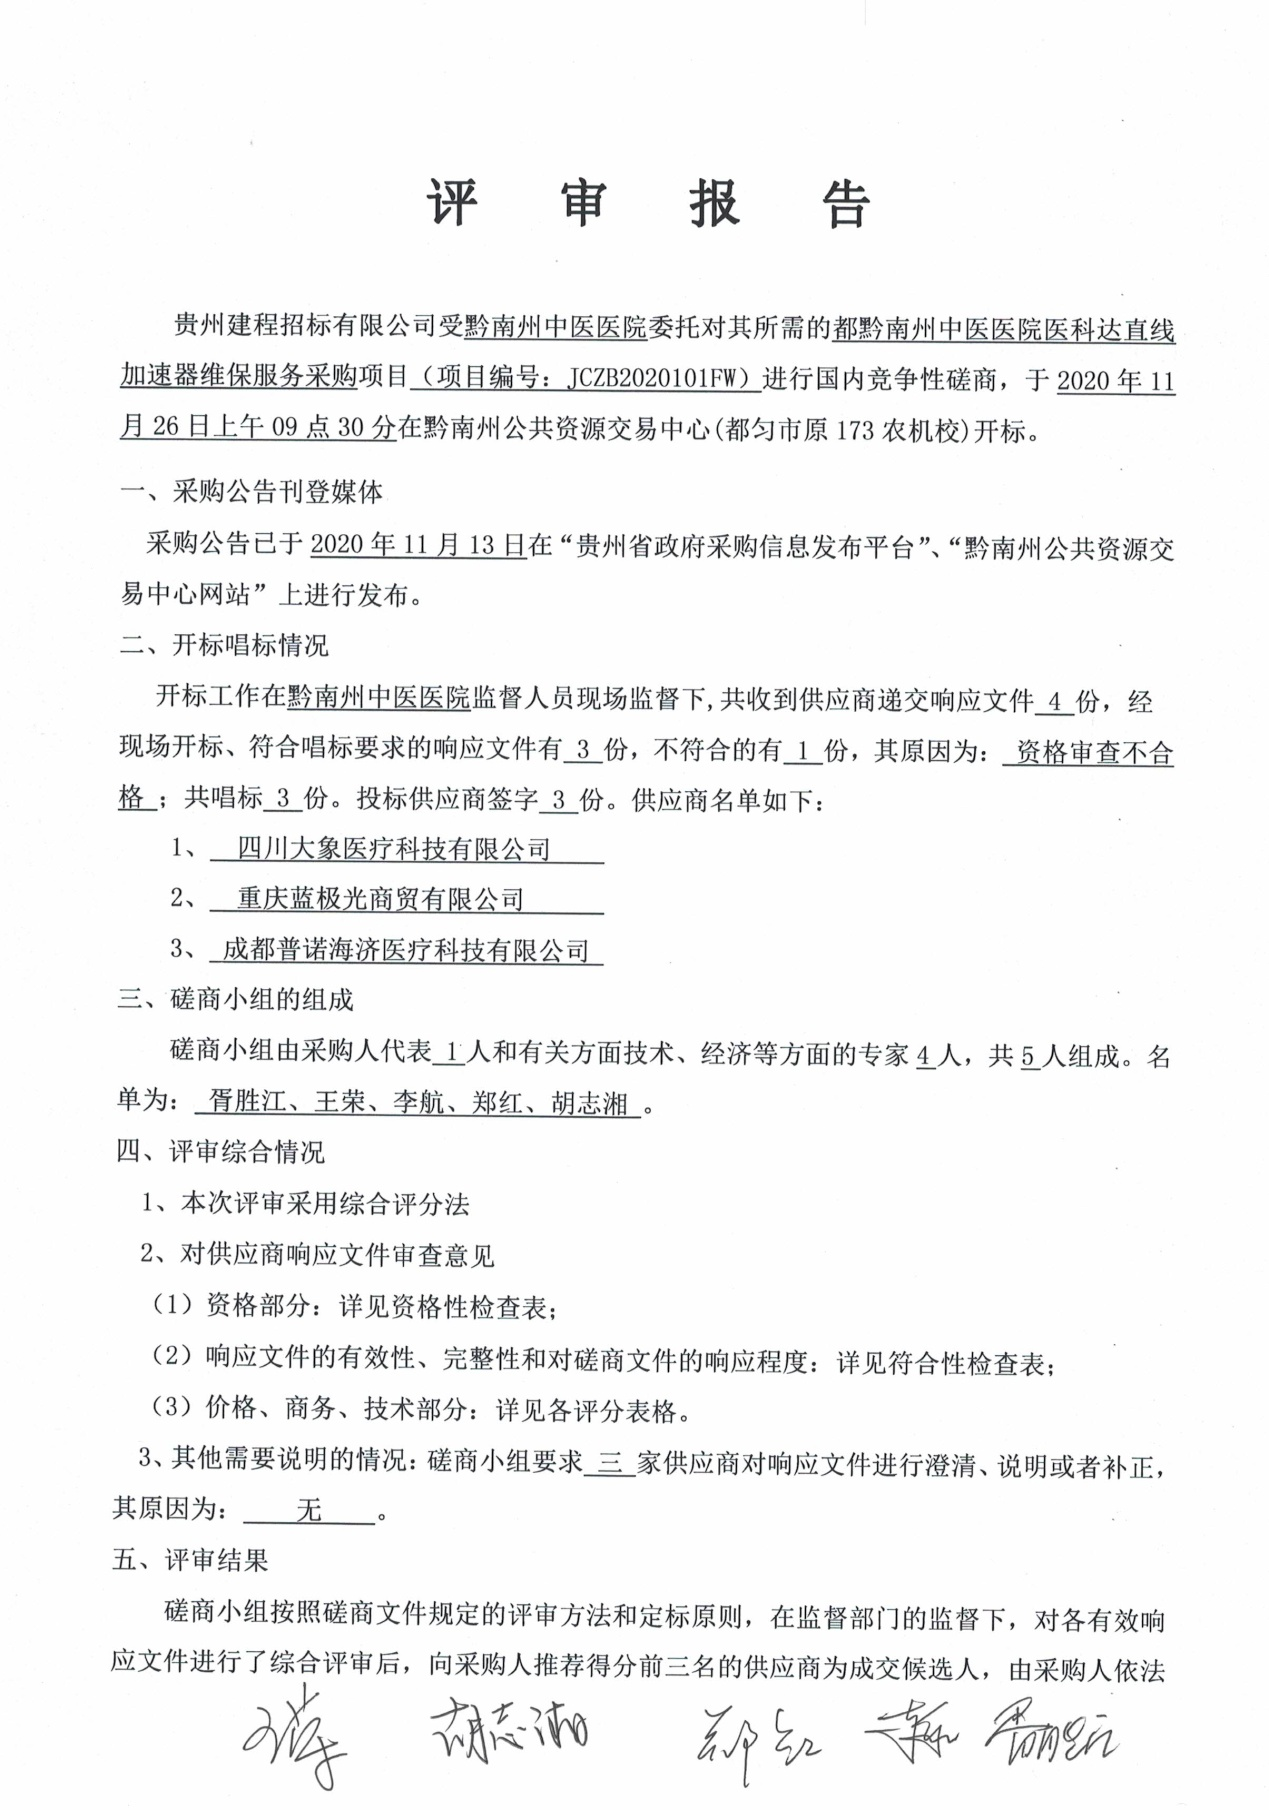 评审报告
贵州建程招标有限公司受黔南州中医医院委托对其所需的都黔南州中医医院医科达直线
加速器维保服务采购项目（项目编号：JCZB2020101FW）进行国内竞争性磋商，于 2020 年 11
月 26 日上午 09 点 30 分在黔南州公共资源交易中心(都匀市原 173 农机校)开标。
一、采购公告刊登媒体
采购公告已于 2020 年 11 月 13 日在“贵州省政府采购信息发布平台”、“黔南州公共资源交
易中心网站”上进行发布。
二、开标唱标情况
开标工作在黔南州中医医院监督人员现场监督下,共收到供应商递交响应文件 4 份，经
现场开标、符合唱标要求的响应文件有 3 份，不符合的有 1 份，其原因为： 资格审查不合
格 ；共唱标 3 份。投标供应商签字 3 份。供应商名单如下：
1、 四川大象医疗科技有限公司
2、 重庆蓝极光商贸有限公司
3、 成都普诺海济医疗科技有限公司
三、磋商小组的组成
磋商小组由采购人代表 1 人和有关方面技术、经济等方面的专家 4 人，共 5 人组成。名
单为： 胥胜江、王荣、李航、郑红、胡志湘 。
四、评审综合情况
1、本次评审采用综合评分法
2、对供应商响应文件审查意见
（1）资格部分：详见资格性检查表；
（2）响应文件的有效性、完整性和对磋商文件的响应程度：详见符合性检查表；
（3）价格、商务、技术部分：详见各评分表格。
3、其他需要说明的情况：磋商小组要求 三 家供应商对响应文件进行澄清、说明或者补正，
其原因为： 无 。
五、评审结果
磋商小组按照磋商文件规定的评审方法和定标原则，在监督部门的监督下，对各有效响
应文件进行了综合评审后，向采购人推荐得分前三名的供应商为成交候选人，由采购人依法
胡志湘 郑红